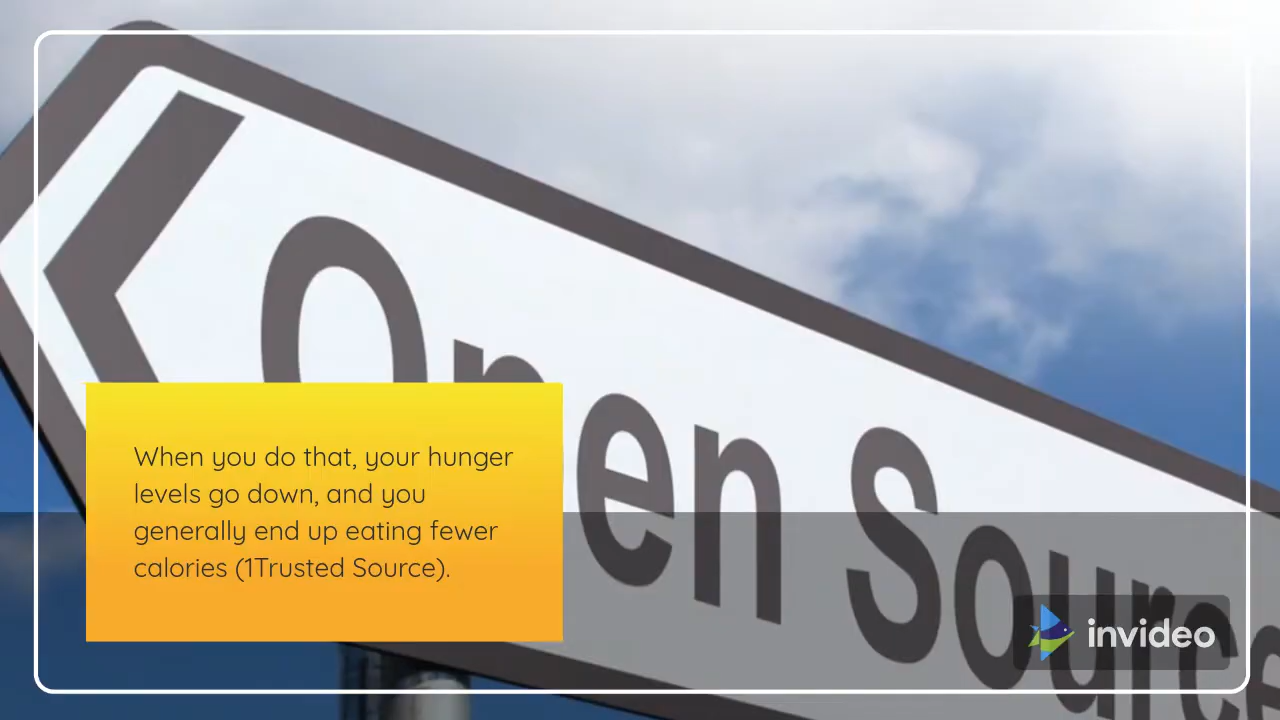 Open Source
When you do that, your hunger
levels go down, and you
generally end up eating fewer
calories (1Trusted Source).
invideo